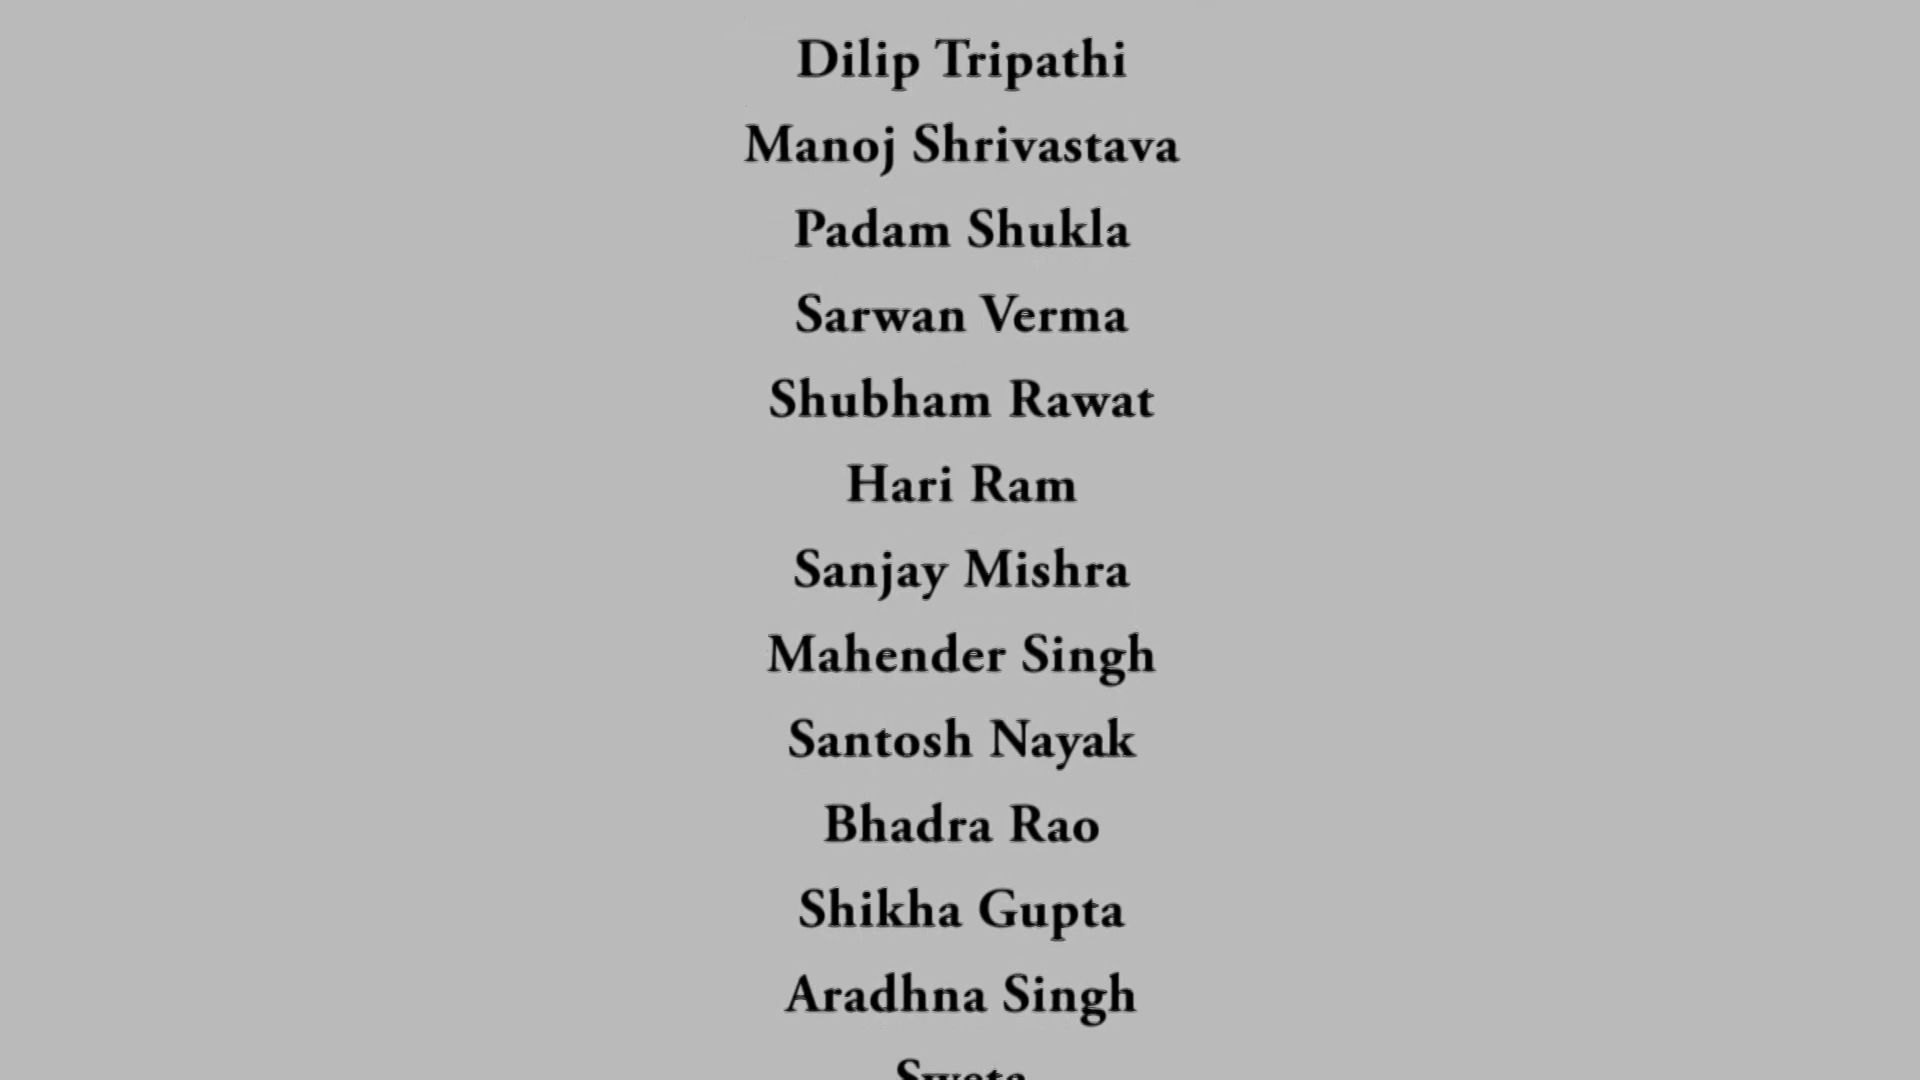 Dilip Tripathi
Manoj Shrivastava
Padam Shukla
Sarwan Verma
Shubham Rawat
Hari Ram
Sanjay Mishra
Mahender Singh
Santosh Nayak
Bhadra Rao
Shikha Gupta
Aradhna Singh
Sweta